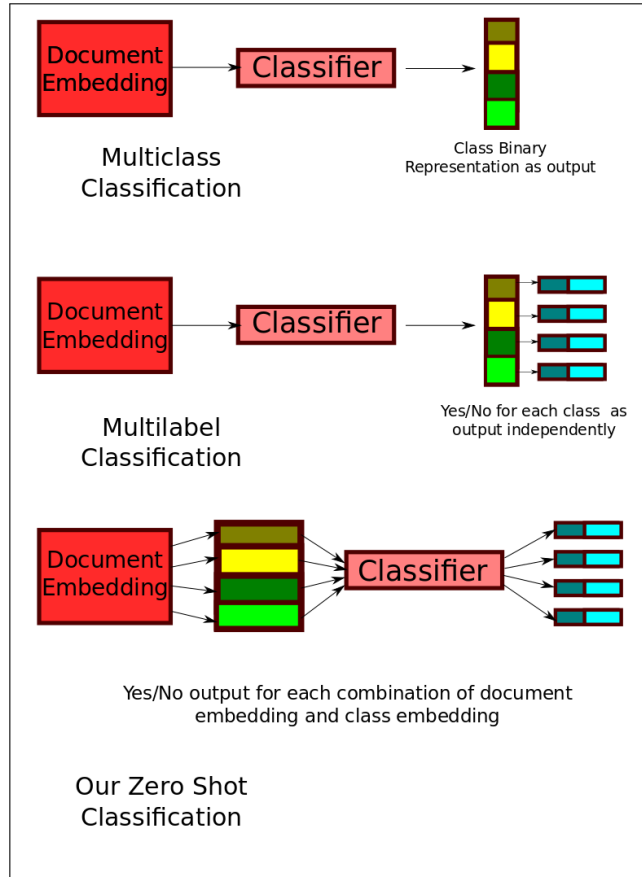 Document
Embedding
Classifier
Multiclass
Classification
Class Binary
Representation as output
Document
Embedding
Classifier
Multilabel
Classification
Yes/No for each class as
output independently
Document
Embedding
Classifier
Yes/No output for each combination of document
embedding and class embedding
Our Zero Shot
Classification